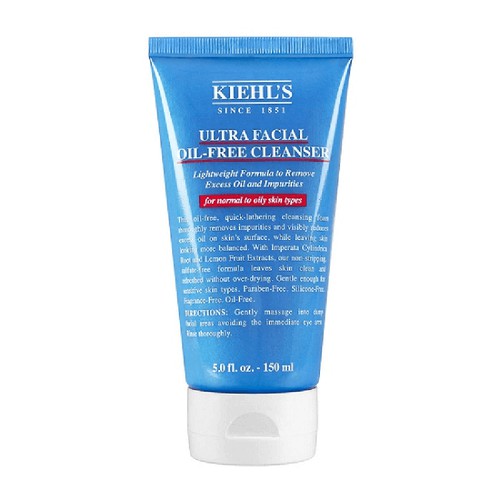 KIEHL'S
SINCE 1851
ULTRA FACIAL
OIL-FREE CLEANSER
Lightweight Formula to Remove
Excess Oil and Impurities
for normal to oily skin types
This oil-free, quick-lathering cleansing foam
thoroughly removes impurities and visibly reduces
excess oil on skin's surface, while leaving skin
looking more balanced. With Imperata Cylindrica
Root and Lemon Fruit Extracts, our non-stripping,
sulfate-free formula leaves skin clean and
refreshed without over-drying. Gentle enough for
sensitive skin types. Paraben-Free. Silicone-Free.
Fragrance-Free. Oil-Free.
DIRECTIONS: Gently massage into damp
facial areas avoiding the immediate eye area.
Rinse thoroughly.
5.0 fl. oz. - 150 ml